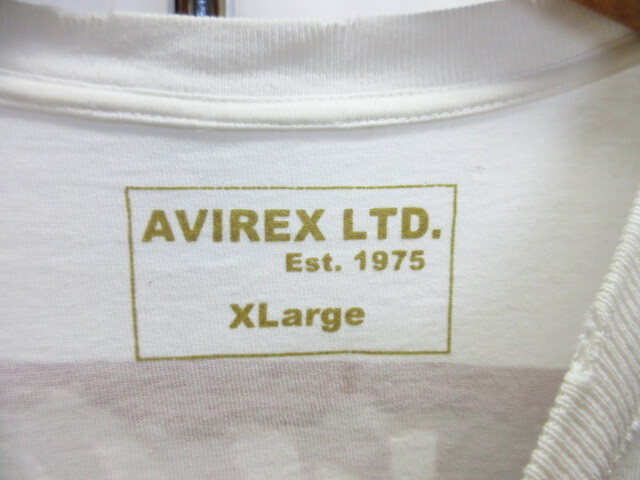 AVIREX LTD.
Est. 1975
XLarge